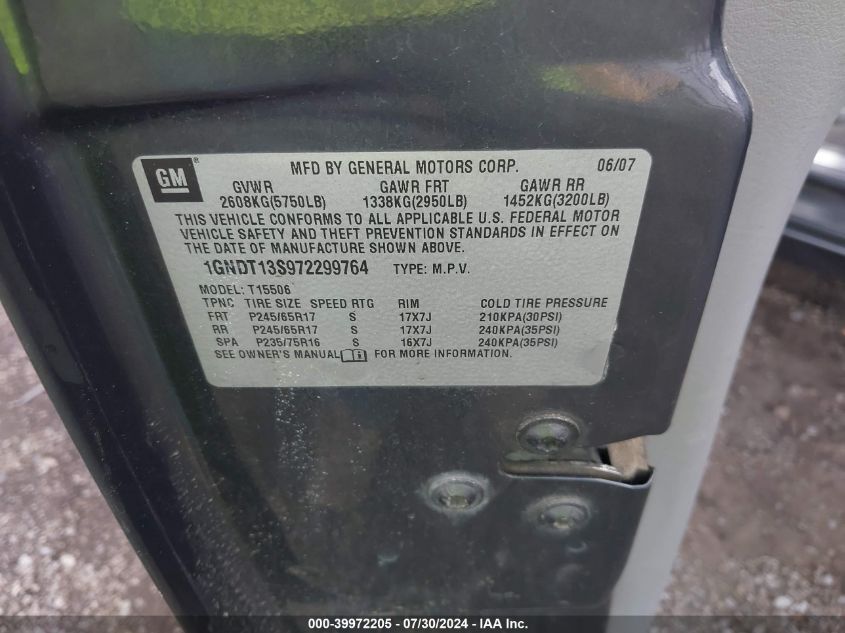 GM® MFD BY GENERAL MOTORS CORP. 06/07
GVWR GAWR FRT GAWR RR
2608KG(5750LB) 1338KG(2950LB) 1452KG(3200LB)
THIS VEHICLE CONFORMS TO ALL APPLICABLE U.S. FEDERAL MOTOR
VEHICLE SAFETY AND THEFT PREVENTION STANDARDS IN EFFECT ON
THE DATE OF MANUFACTURE SHOWN ABOVE.
1GNDT13S972299764 TYPE: M.P.V.
MODEL: T15506
TPNC TIRE SIZE SPEED RTG RIM COLD TIRE PRESSURE
FRT P245/65R17 S 17X7J 210KPA(30PSI)
RR P245/65R17 S 17X7J 240KPA(35PSI)
SPA P235/75R16 S 16X7J 240KPA(35PSI)
SEE OWNER'S MANUAL FOR MORE INFORMATION.
000-39972205 - 07/30/2024 - IAA Inc.